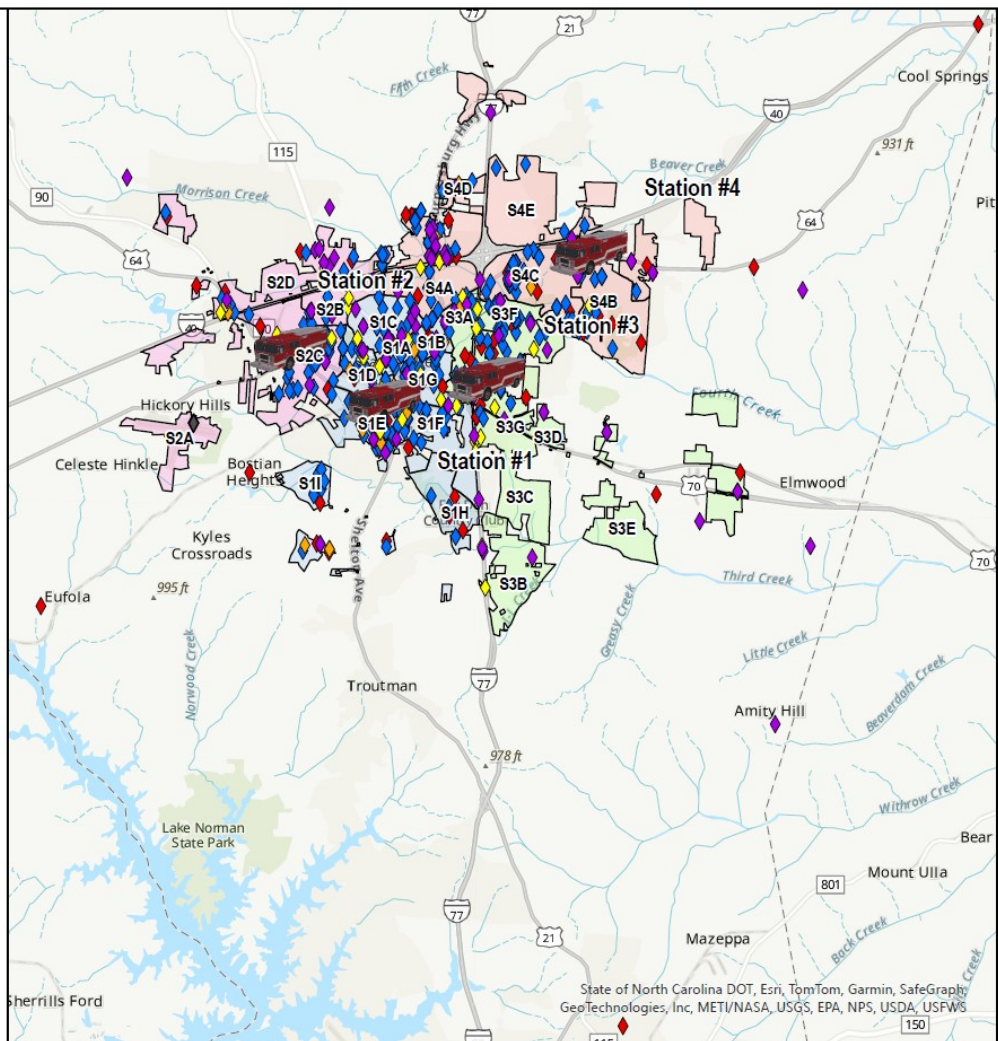 77
21
Cool Springs
Fifth Creek
40
115
931 ft
Beaver Creek
90
Morrison Creek
S4D
Station #4
S4E
Pit
64
64
S2D
Station #2
S4C
S4A
S4B
S2B
S3A
S3F
S1C
Station #3
40
S1B
S1A
S2C
S1D
S1G
Hickory Hills
Fourth Creek
S1E
S1F
S3G
S2A
S3D
Celeste Hinkle
Bostian
Heights
Station #1
S1I
70
Elmwood
S3C
S1H
S3E
Kyles
Crossroads
Shelton Ave
70
Third Creek
S3B
995 ft
Eufola
Greasy Creek
Little Creek
Norwood Creek
Troutman
77
Amity Hill
Beaverdam Creek
978 ft
Withrow Creek
Lake Norman
State Park
Bear
Mount Ulla
801
77
21
Mazeppa
Back Creek
Sherrills Ford
State of North Carolina DOT, Esri, TomTom, Garmin, SafeGraph,
GeoTechnologies, Inc, METI/NASA, USGS, EPA, NPS, USDA, USFWS
115
150